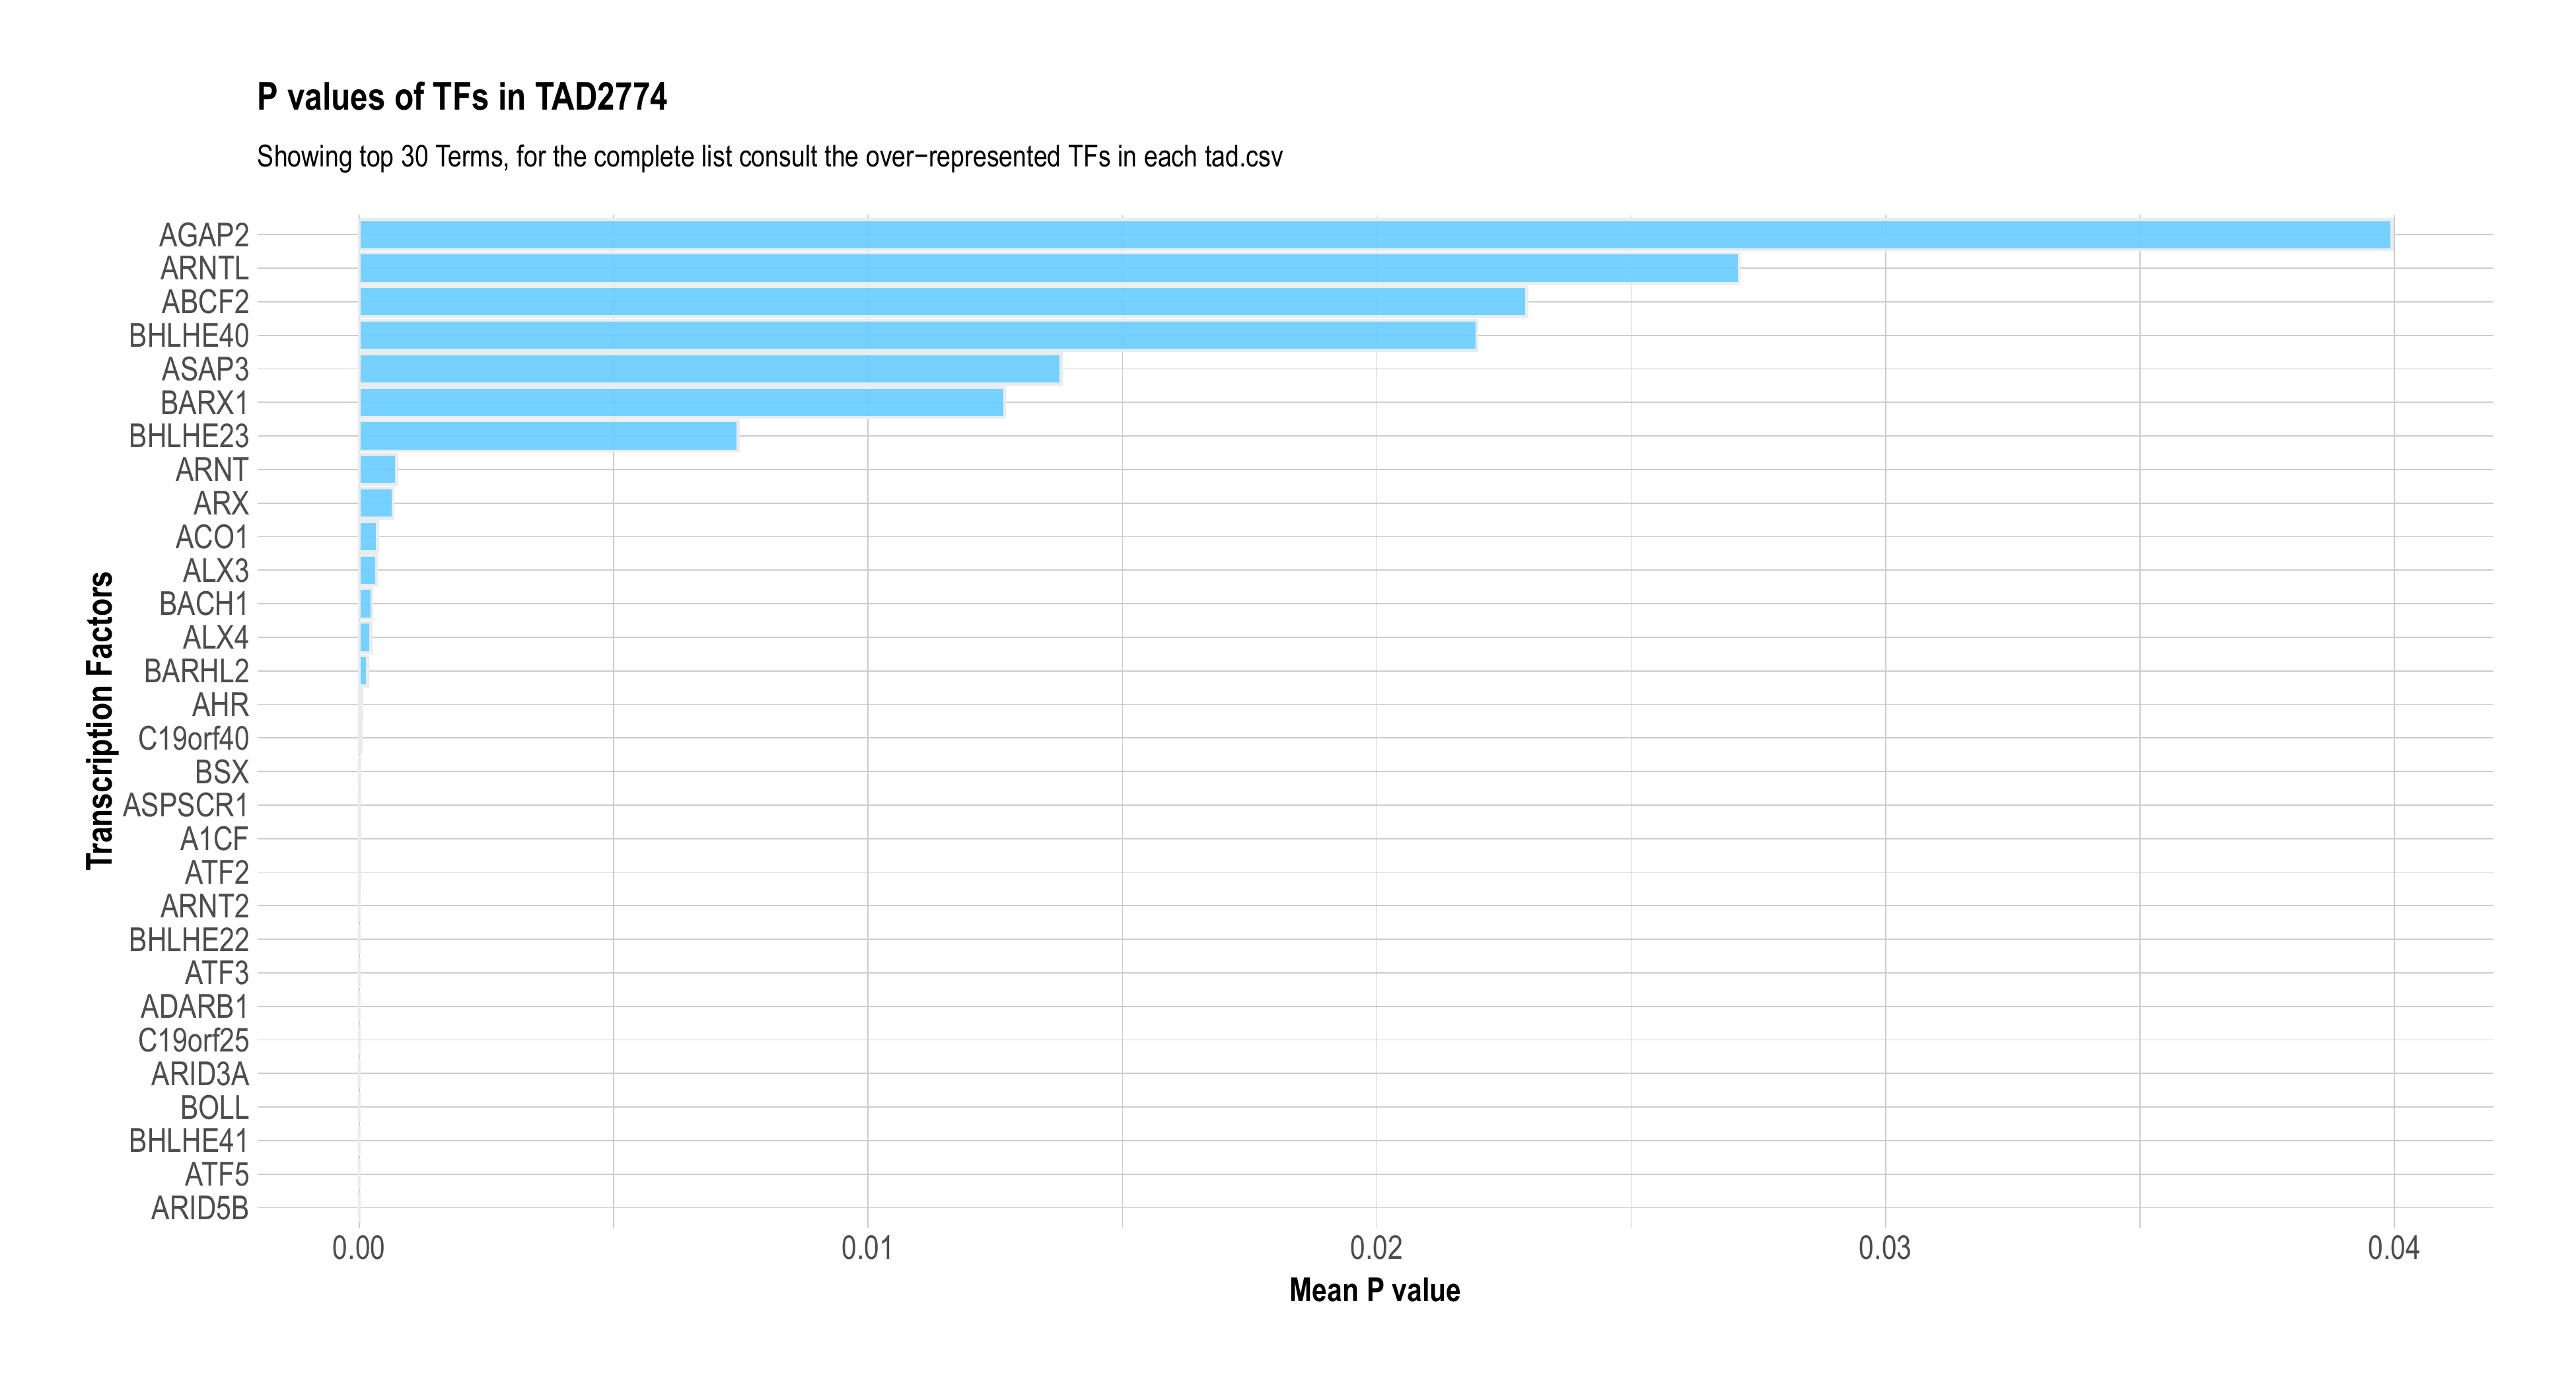 P values of TFs in TAD2774
Showing top 30 Terms, for the complete list consult the over−represented TFs in each tad.csv
Transcription Factors
AGAP2
ARNTL
ABCF2
BHLHE40
ASAP3
BARX1
BHLHE23
ARNT
ARX
ACO1
ALX3
BACH1
ALX4
BARHL2
AHR
C19orf40
BSX
ASPSCR1
A1CF
ATF2
ARNT2
BHLHE22
ATF3
ADARB1
C19orf25
ARID3A
BOLL
BHLHE41
ATF5
ARID5B
0.00 0.01 0.02 0.03 0.04
Mean P value